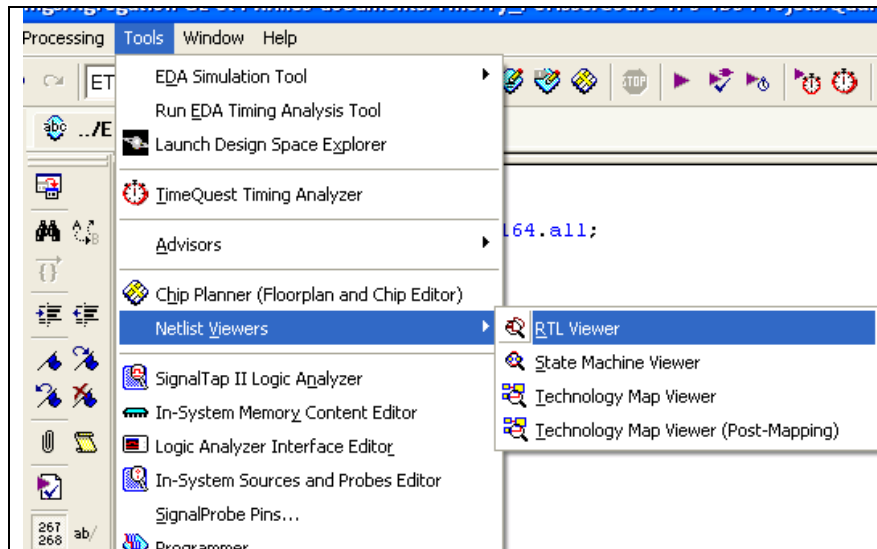 Processing Tools Window Help
ET
EDA Simulation Tool
Run EDA Timing Analysis Tool
abc ../E
Launch Design Space Explorer
TimeQuest Timing Analyzer
164.all;
Advisors
Chip Planner (Floorplan and Chip Editor)
Netlist Viewers
RTL Viewer
State Machine Viewer
SignalTap II Logic Analyzer
Technology Map Viewer
In-System Memory Content Editor
Technology Map Viewer (Post-Mapping)
Logic Analyzer Interface Editor
In-System Sources and Probes Editor
SignalProbe Pins...
267
268 ab/
Programmer
STOP